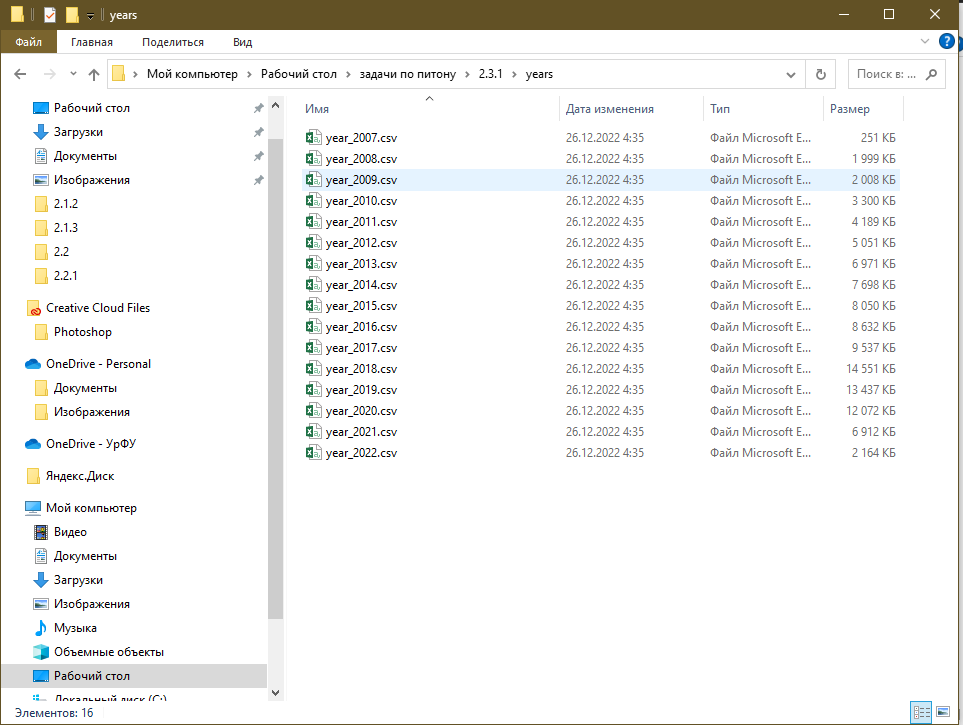 years
Файл Главная Поделиться Вид
Мой компьютер Рабочий стол задачи по питону 2.3.1 years Поиск в: ...
Рабочий стол
Загрузки
Документы
Изображения
2.1.2
2.1.3
2.2
2.2.1
Creative Cloud Files
Photoshop
OneDrive - Personal
Документы
Изображения
OneDrive - УрФУ
Яндекс.Диск
Мой компьютер
Видео
Документы
Загрузки
Изображения
Музыка
Объемные объекты
Рабочий стол
Локальный диск (C:)
Имя Дата изменения Тип Размер
year_2007.csv 26.12.2022 4:35 Файл Microsoft E... 251 КБ
year_2008.csv 26.12.2022 4:35 Файл Microsoft E... 1 999 КБ
year_2009.csv 26.12.2022 4:35 Файл Microsoft E... 2 008 КБ
year_2010.csv 26.12.2022 4:35 Файл Microsoft E... 3 300 КБ
year_2011.csv 26.12.2022 4:35 Файл Microsoft E... 4 189 КБ
year_2012.csv 26.12.2022 4:35 Файл Microsoft E... 5 051 КБ
year_2013.csv 26.12.2022 4:35 Файл Microsoft E... 6 971 КБ
year_2014.csv 26.12.2022 4:35 Файл Microsoft E... 7 698 КБ
year_2015.csv 26.12.2022 4:35 Файл Microsoft E... 8 050 КБ
year_2016.csv 26.12.2022 4:35 Файл Microsoft E... 8 632 КБ
year_2017.csv 26.12.2022 4:35 Файл Microsoft E... 9 537 КБ
year_2018.csv 26.12.2022 4:35 Файл Microsoft E... 14 551 КБ
year_2019.csv 26.12.2022 4:35 Файл Microsoft E... 13 437 КБ
year_2020.csv 26.12.2022 4:35 Файл Microsoft E... 12 072 КБ
year_2021.csv 26.12.2022 4:35 Файл Microsoft E... 6 912 КБ
year_2022.csv 26.12.2022 4:35 Файл Microsoft E... 2 164 КБ
Элементов: 16